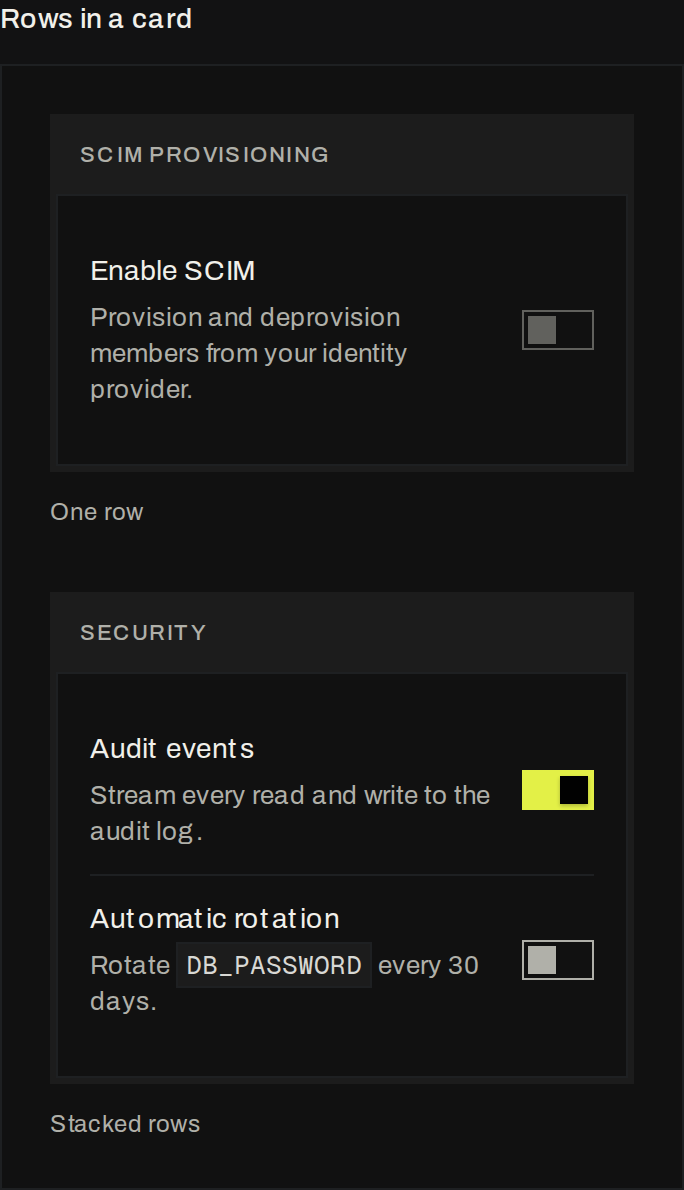 Rows in a card
SCIM PROVISIONING
Enable SCIM
Provision and deprovision
members from your identity
provider.
One row
SECURITY
Audit events
Stream every read and write to the
audit log.
Automatic rotation
Rotate DB_PASSWORD every 30
days.
Stacked rows